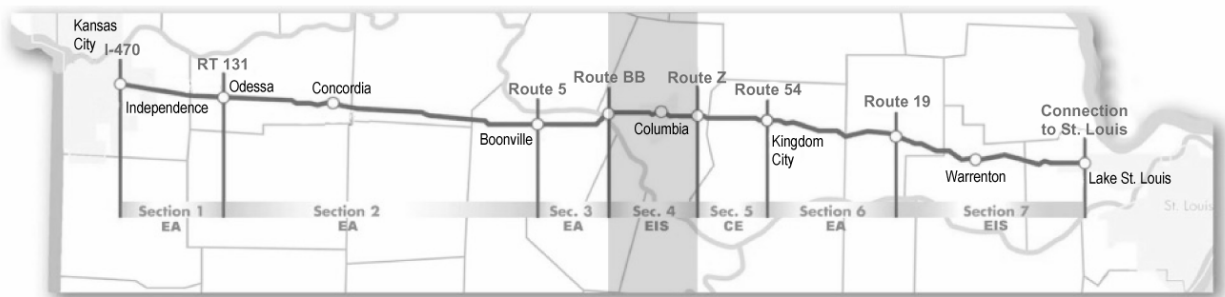 Kansas
City
I-470
RT 131
Odessa
Independence
Concordia
Route 5
Boonville
Route BB
Columbia
Route Z
Route 54
Kingdom
City
Route 19
Warrenton
Connection
to St. Louis
Lake St. Louis
St. Louis
Section 1
EA
Section 2
EA
Sec. 3
EA
Sec. 4
EIS
Sec. 5
CE
Section 6
EA
Section 7
EIS